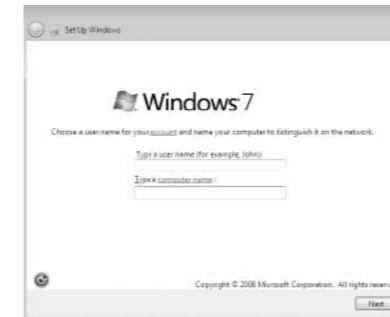 Set Up Windows
Windows 7
Choose a user name for your account and name your computer to distinguish it on the network.
Type a user name (for example, John):
Type a computer name:
Copyright © 2008 Microsoft Corporation. All rights reserv
Next